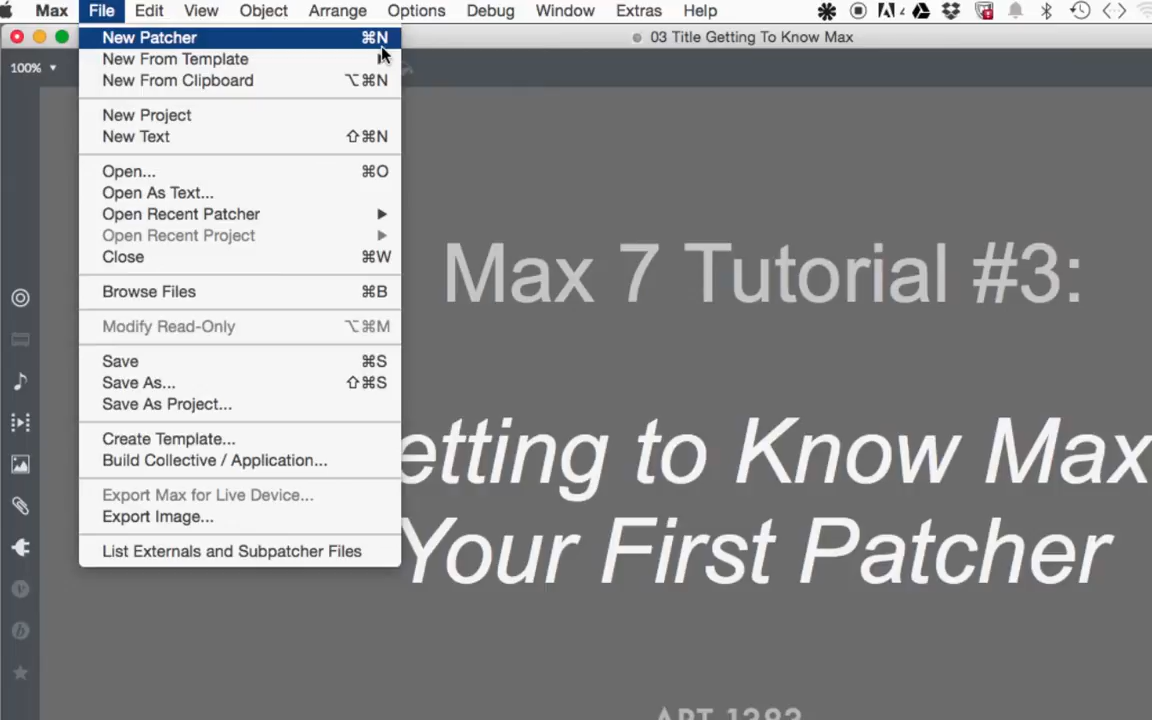 Max File Edit View Object Arrange Options Debug Window Extras Help
New Patcher ⌘N
03 Title Getting To Know Max
100%
New From Template
New From Clipboard ⌥⌘N
New Project
New Text ⇧⌘N
Open... ⌘O
Open As Text...
Open Recent Patcher
Open Recent Project
Close ⌘W
Browse Files ⌘B
Modify Read-Only ⌥⌘M
Save ⌘S
Save As... ⇧⌘S
Save As Project...
Create Template...
Build Collective / Application...
Export Max for Live Device...
Export Image...
List Externals and Subpatcher Files
Max 7 Tutorial #3:
etting to Know Max
Your First Patcher
ART 1383